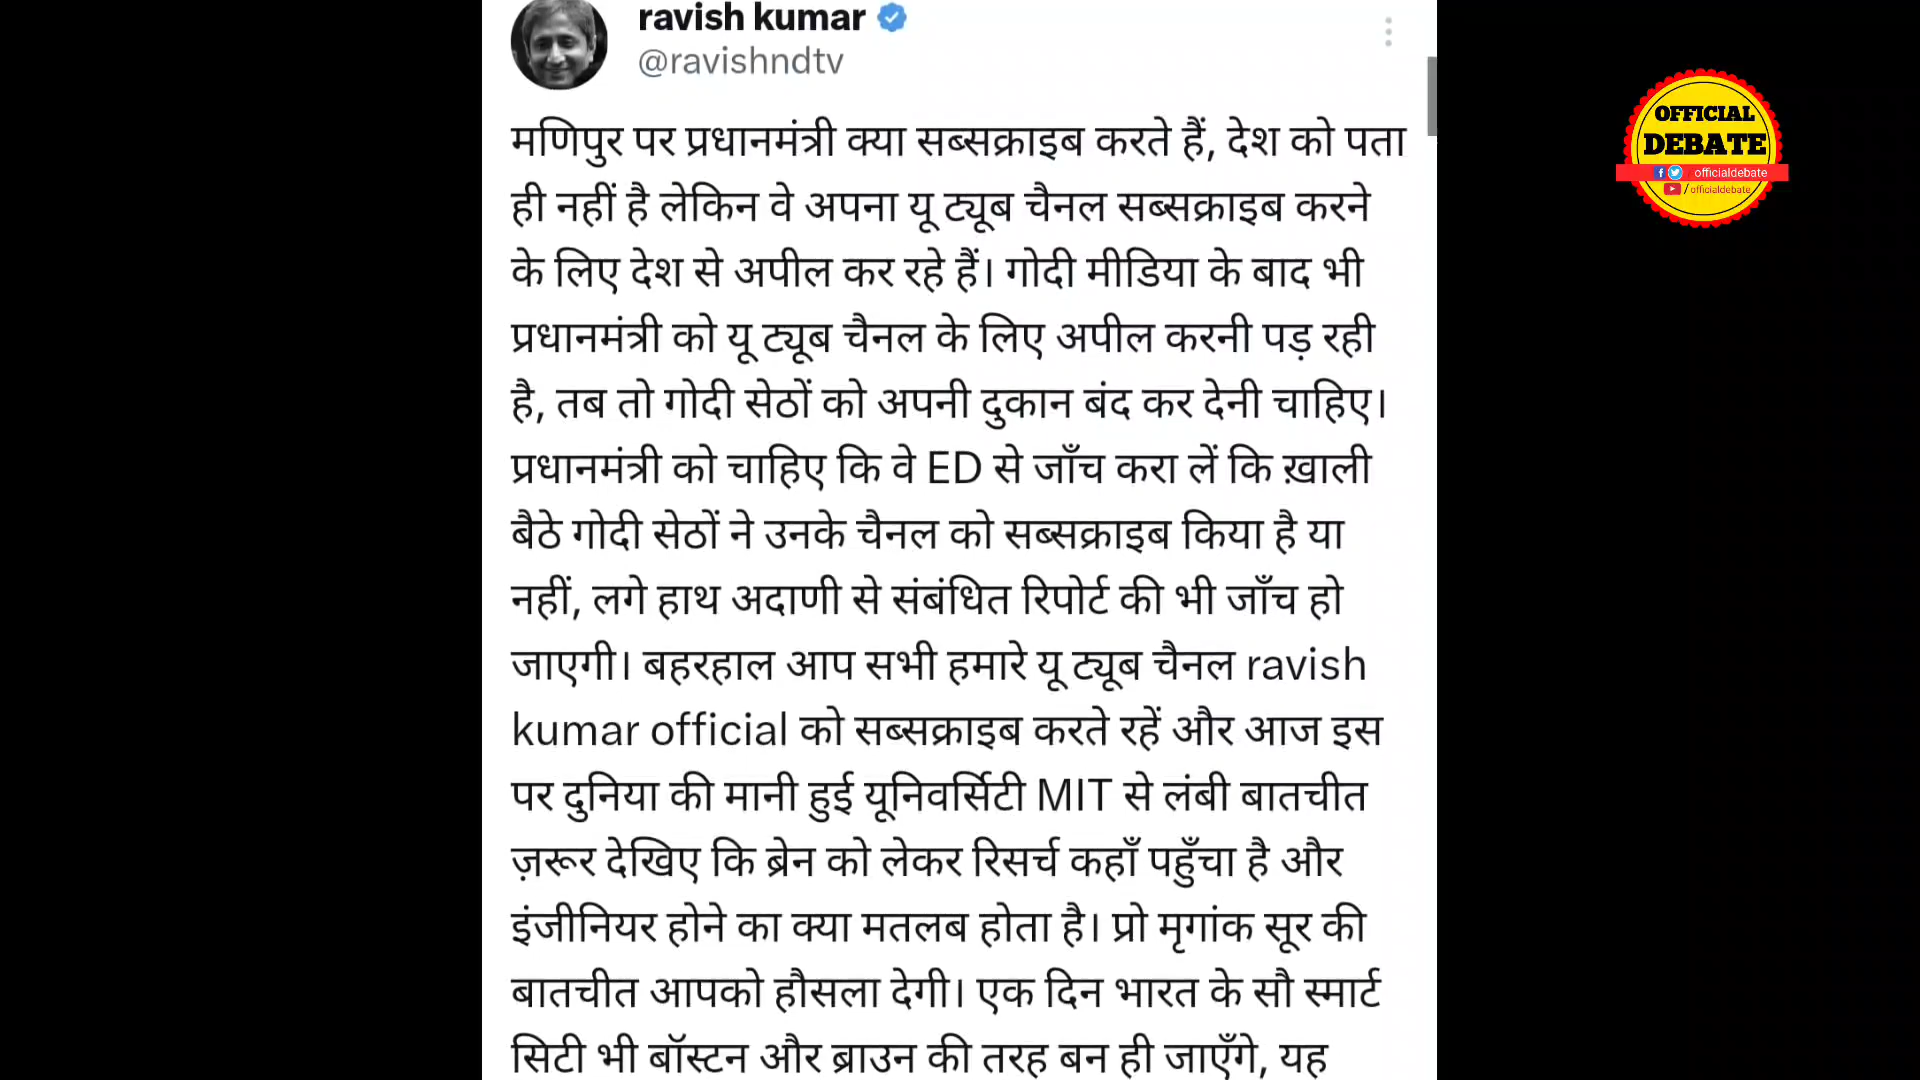 ravish kumar
@ravishndtv
मणिपुर पर प्रधानमंत्री क्या सब्सक्राइब करते हैं, देश को पता
ही नहीं है लेकिन वे अपना यू ट्यूब चैनल सब्सक्राइब करने
के लिए देश से अपील कर रहे हैं। गोदी मीडिया के बाद भी
प्रधानमंत्री को यू ट्यूब चैनल के लिए अपील करनी पड़ रही
है, तब तो गोदी सेठों को अपनी दुकान बंद कर देनी चाहिए।
प्रधानमंत्री को चाहिए कि वे ED से जाँच करा लें कि ख़ाली
बैठे गोदी सेठों ने उनके चैनल को सब्सक्राइब किया है या
नहीं, लगे हाथ अदाणी से संबंधित रिपोर्ट की भी जाँच हो
जाएगी। बहरहाल आप सभी हमारे यू ट्यूब चैनल ravish
kumar official को सब्सक्राइब करते रहें और आज इस
पर दुनिया की मानी हुई यूनिवर्सिटी MIT से लंबी बातचीत
ज़रूर देखिए कि ब्रेन को लेकर रिसर्च कहाँ पहुँचा है और
इंजीनियर होने का क्या मतलब होता है। प्रो मृगांक सूर की
बातचीत आपको हौसला देगी। एक दिन भारत के सौ स्मार्ट
सिटी भी बॉस्टन और ब्राउन की तरह बन ही जाएँगे, यह
OFFICIAL
DEBATE
/ officialdebate
/ officialdebate